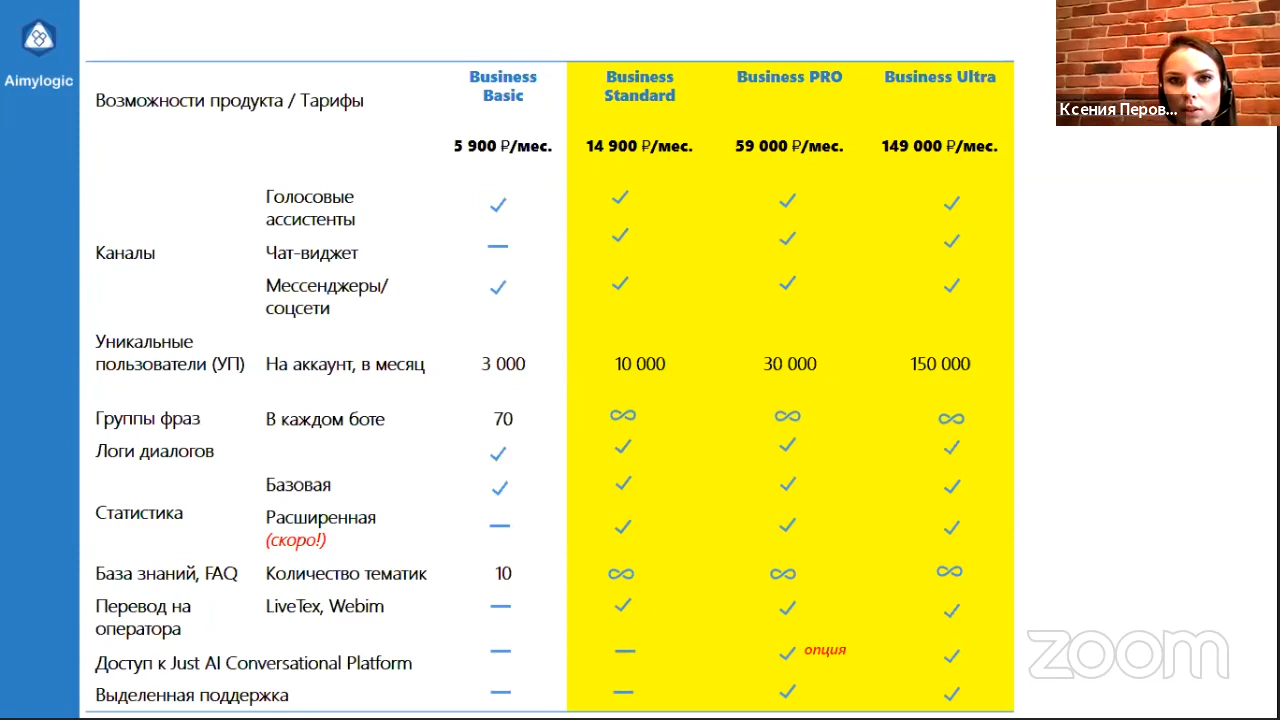 Aimylogic
Возможности продукта / Тарифы
Business Basic
Business Standard
Business PRO
Business Ultra
5 900 ₽/мес.
14 900 ₽/мес.
59 000 ₽/мес.
149 000 ₽/мес.
Каналы
Голосовые
ассистенты
✓ ✓ ✓ ✓
Чат-виджет
— ✓ ✓ ✓
Мессенджеры/
соцсети
✓ ✓ ✓ ✓
Уникальные
пользователи (УП)
На аккаунт, в месяц
3 000
10 000
30 000
150 000
Группы фраз
В каждом боте
70
∞ ∞ ∞
Логи диалогов
✓ ✓ ✓ ✓
Статистика
Базовая
✓ ✓ ✓ ✓
Расширенная
(скоро!)
— ✓ ✓ ✓
База знаний, FAQ
Количество тематик
10
∞ ∞ ∞
Перевод на
оператора
LiveTex, Webim
— ✓ ✓ ✓
Доступ к Just AI Conversational Platform
— — ✓ опция ✓
Выделенная поддержка
— — ✓ ✓
Ксения Перов...
zoom